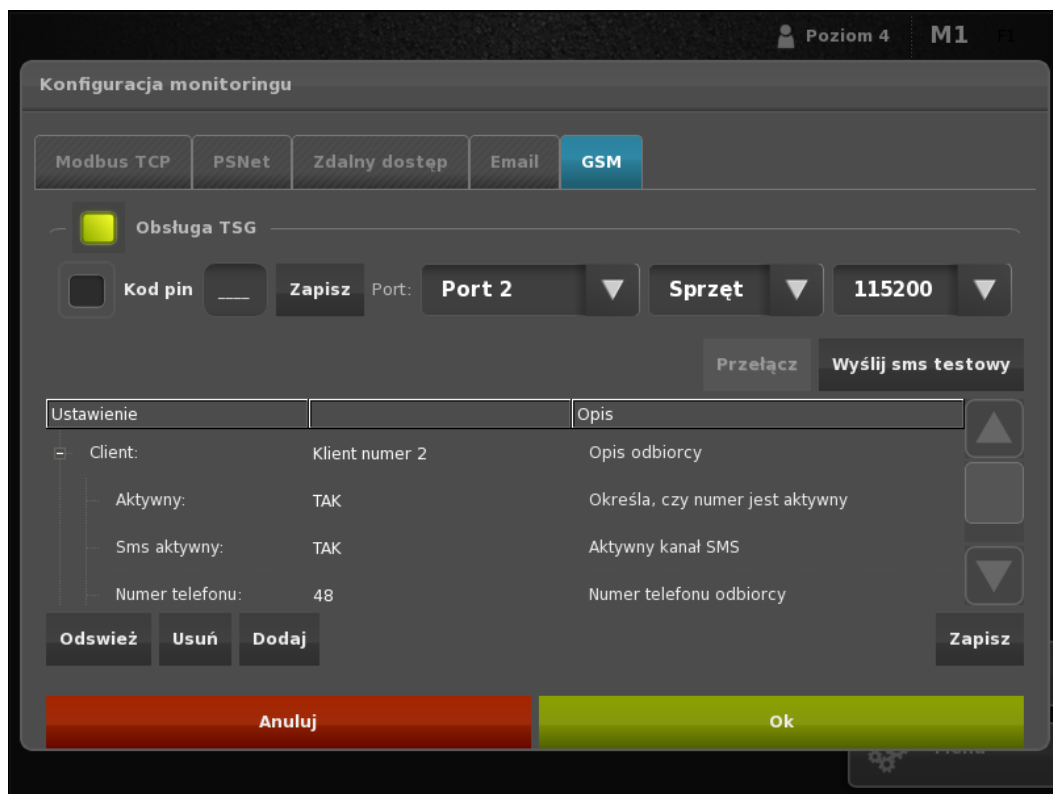 Poziom 4 M1 F1
Konfiguracja monitoringu
Modbus TCP PSNet Zdalny dostęp Email GSM
Obsługa TSG
Kod pin ____ Zapisz Port: Port 2 Sprzęt 115200
Przełącz Wyślij sms testowy
Ustawienie Opis
Client: Klient numer 2 Opis odbiorcy
Aktywny: TAK Określa, czy numer jest aktywny
Sms aktywny: TAK Aktywny kanał SMS
Numer telefonu: 48 Numer telefonu odbiorcy
Odswież Usuń Dodaj Zapisz
Anuluj Ok
Menu